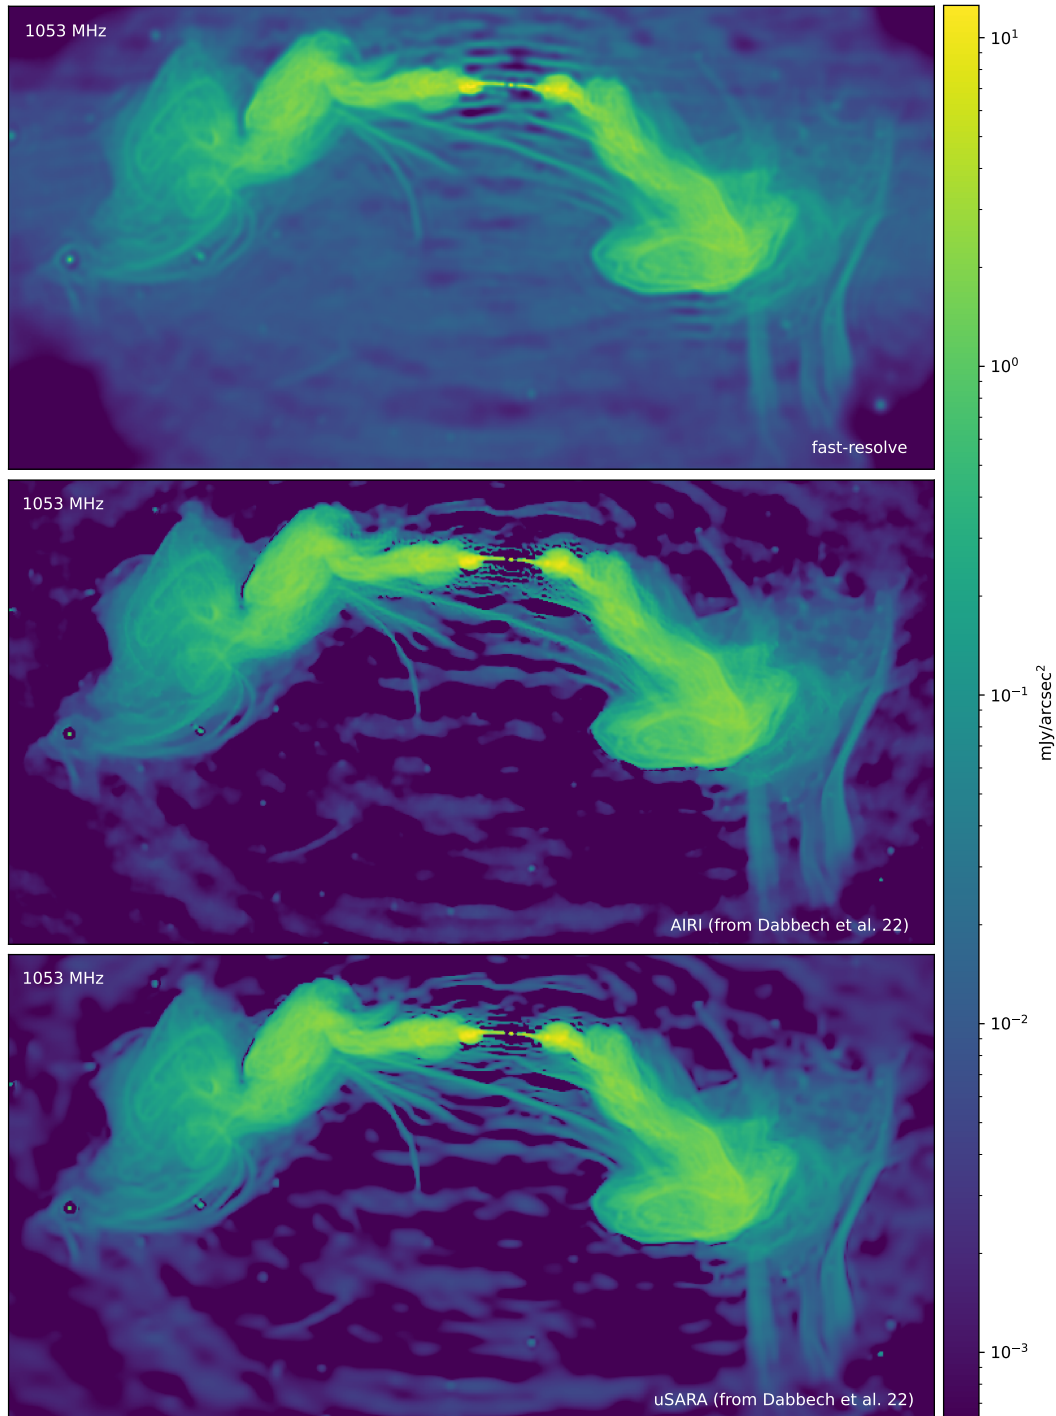 1053 MHz
fast-resolve
1053 MHz
AIRI (from Dabbech et al. 22)
1053 MHz
uSARA (from Dabbech et al. 22)
10¹
10⁰
10⁻¹
10⁻²
10⁻³
mJy/arcsec²